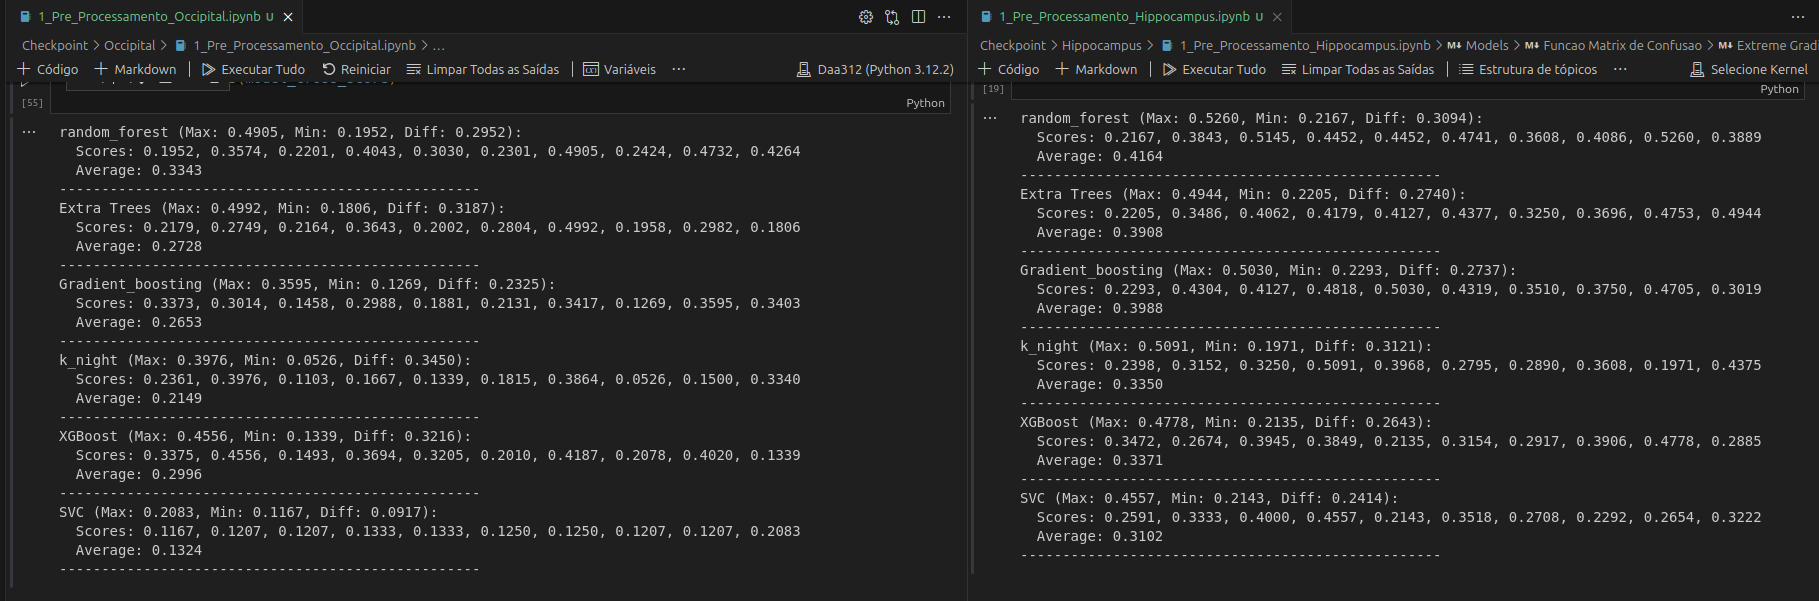 1_Pre_Processamento_Occipital.ipynb U
Checkpoint > Occipital > 1_Pre_Processamento_Occipital.ipynb > ...
Código Markdown Executar Tudo Reiniciar Limpar Todas as Saídas Variáveis ... Daa312 (Python 3.12.2)
[55]
Python
random_forest (Max: 0.4905, Min: 0.1952, Diff: 0.2952):
Scores: 0.1952, 0.3574, 0.2201, 0.4043, 0.3030, 0.2301, 0.4905, 0.2424, 0.4732, 0.4264
Average: 0.3343
--------------------------------------------------
Extra Trees (Max: 0.4992, Min: 0.1806, Diff: 0.3187):
Scores: 0.2179, 0.2749, 0.2164, 0.3643, 0.2002, 0.2804, 0.4992, 0.1958, 0.2982, 0.1806
Average: 0.2728
--------------------------------------------------
Gradient_boosting (Max: 0.3595, Min: 0.1269, Diff: 0.2325):
Scores: 0.3373, 0.3014, 0.1458, 0.2988, 0.1881, 0.2131, 0.3417, 0.1269, 0.3595, 0.3403
Average: 0.2653
--------------------------------------------------
k_night (Max: 0.3976, Min: 0.0526, Diff: 0.3450):
Scores: 0.2361, 0.3976, 0.1103, 0.1667, 0.1339, 0.1815, 0.3864, 0.0526, 0.1500, 0.3340
Average: 0.2149
--------------------------------------------------
XGBoost (Max: 0.4556, Min: 0.1339, Diff: 0.3216):
Scores: 0.3375, 0.4556, 0.1493, 0.3694, 0.3205, 0.2010, 0.4187, 0.2078, 0.4020, 0.1339
Average: 0.2996
--------------------------------------------------
SVC (Max: 0.2083, Min: 0.1167, Diff: 0.0917):
Scores: 0.1167, 0.1207, 0.1207, 0.1333, 0.1333, 0.1250, 0.1250, 0.1207, 0.1207, 0.2083
Average: 0.1324
--------------------------------------------------
1_Pre_Processamento_Hippocampus.ipynb U
Checkpoint > Hippocampus > 1_Pre_Processamento_Hippocampus.ipynb > M↓ Models > M↓ Funcao Matrix de Confusao > M↓ Extreme Grad
Código Markdown Executar Tudo Limpar Todas as Saídas Estrutura de tópicos ... Selecione Kernel
[19]
Python
random_forest (Max: 0.5260, Min: 0.2167, Diff: 0.3094):
Scores: 0.2167, 0.3843, 0.5145, 0.4452, 0.4452, 0.4741, 0.3608, 0.4086, 0.5260, 0.3889
Average: 0.4164
--------------------------------------------------
Extra Trees (Max: 0.4944, Min: 0.2205, Diff: 0.2740):
Scores: 0.2205, 0.3486, 0.4062, 0.4179, 0.4127, 0.4377, 0.3250, 0.3696, 0.4753, 0.4944
Average: 0.3908
--------------------------------------------------
Gradient_boosting (Max: 0.5030, Min: 0.2293, Diff: 0.2737):
Scores: 0.2293, 0.4304, 0.4127, 0.4818, 0.5030, 0.4319, 0.3510, 0.3750, 0.4705, 0.3019
Average: 0.3988
--------------------------------------------------
k_night (Max: 0.5091, Min: 0.1971, Diff: 0.3121):
Scores: 0.2398, 0.3152, 0.3250, 0.5091, 0.3968, 0.2795, 0.2890, 0.3608, 0.1971, 0.4375
Average: 0.3350
--------------------------------------------------
XGBoost (Max: 0.4778, Min: 0.2135, Diff: 0.2643):
Scores: 0.3472, 0.2674, 0.3945, 0.3849, 0.2135, 0.3154, 0.2917, 0.3906, 0.4778, 0.2885
Average: 0.3371
--------------------------------------------------
SVC (Max: 0.4557, Min: 0.2143, Diff: 0.2414):
Scores: 0.2591, 0.3333, 0.4000, 0.4557, 0.2143, 0.3518, 0.2708, 0.2292, 0.2654, 0.3222
Average: 0.3102
--------------------------------------------------